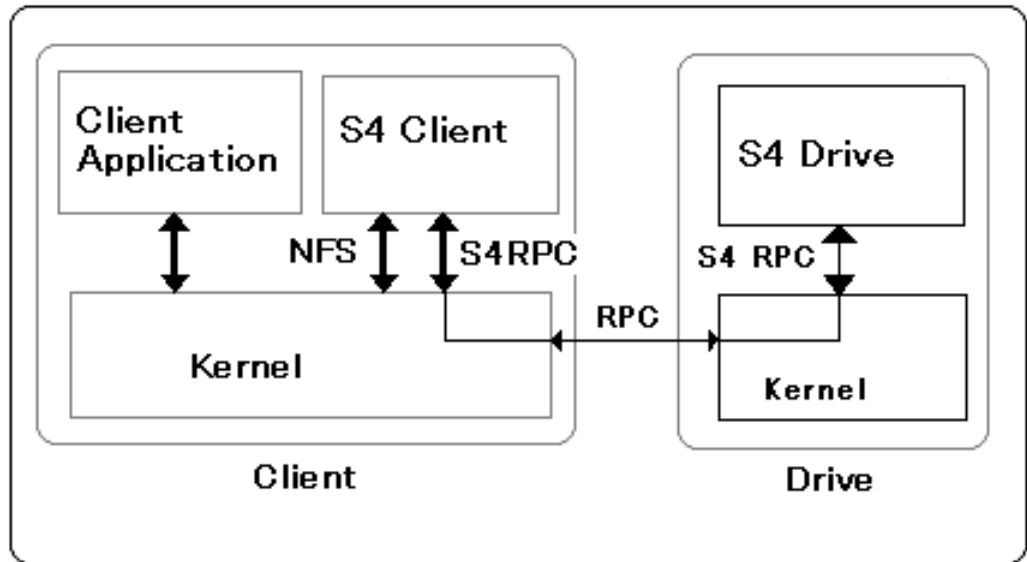 Client
Application
S4 Client
S4 Drive
NFS
S4RPC
S4 RPC
RPC
Kernel
Kernel
Client
Drive